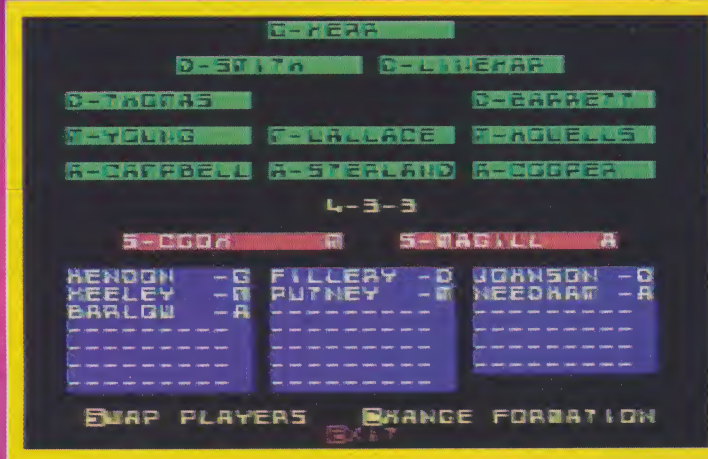 G-KERR
D-SMITH
D-THOMAS D-BARRETT
M-YOUNG M-WALLACE M-HOWELLS
A-CAMPBELL A-STERLAND A-COOPER
4-3-3
S-COOK M S-MAGILL A
HENDON -G FILLERY -D JOHNSON -D
KEELEY -M PUTNEY -M NEEDHAM -A
BARLOW -A
SWAP PLAYERS CHANGE FORMATION
EXIT